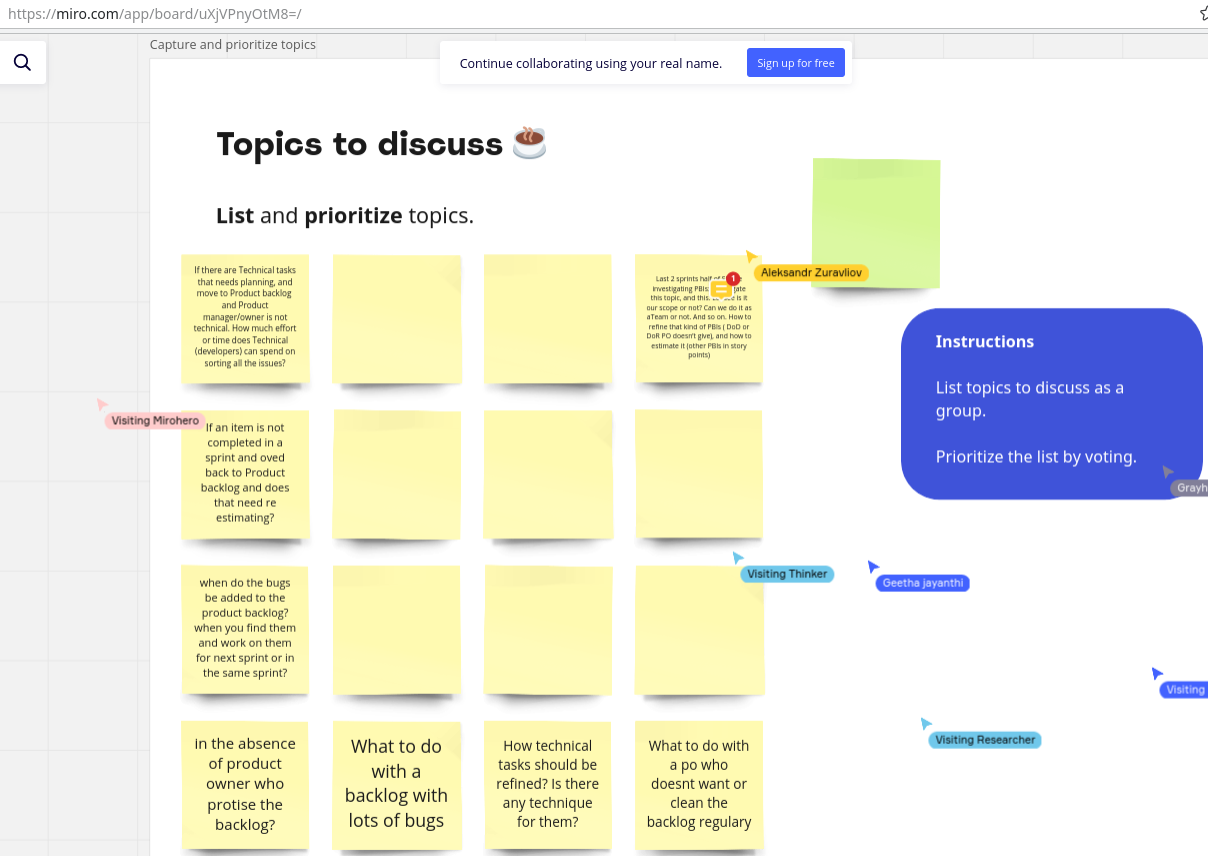 https://miro.com/app/board/uXjVPnyOtM8=/
Capture and prioritize topics
Continue collaborating using your real name.
Sign up for free
Topics to discuss
List and prioritize topics.
If there are Technical tasks
that needs planning, and
move to Product backlog
and Product
manager/owner is not
technical. How much effort
or time does Technical
(developers) can spend on
sorting all the issues?
Last 2 sprints half of
investigating PBIs:
this topic, and this. is it
our scope or not? Can we do it as
aTeam or not. And so on. How to
refine that kind of PBIs ( DoD or
DoR PO doesn't give), and how to
estimate it (other PBIs in story
points)
1
Aleksandr Zuravliov
Instructions
List topics to discuss as a
group.
Prioritize the list by voting.
Grayh
Visiting Mirohero
If an item is not
completed in a
sprint and oved
back to Product
backlog and does
that need re
estimating?
Visiting Thinker
Geetha jayanthi
when do the bugs
be added to the
product backlog?
when you find them
and work on them
for next sprint or in
the same sprint?
Visiting
Visiting Researcher
in the absence
of product
owner who
protise the
backlog?
What to do
with a
backlog with
lots of bugs
How technical
tasks should be
refined? Is there
any technique
for them?
What to do with
a po who
doesnt want or
clean the
backlog regulary